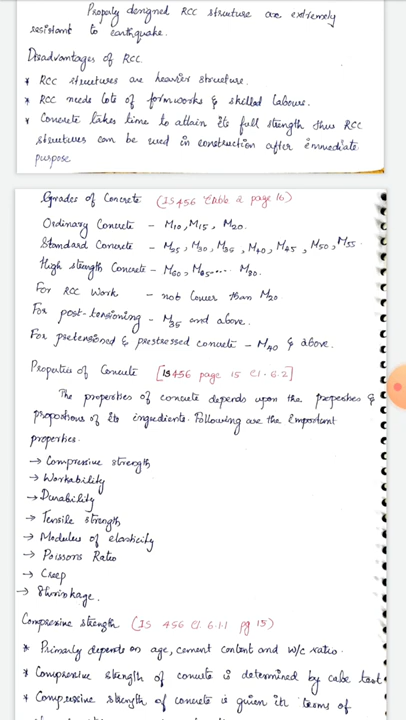 Properly designed RCC structure are extremely
resistant to earthquake.
Disadvantages of RCC.
* RCC structures are heavier structure.
* RCC needs lots of formworks & skilled labours.
* Concrete takes time to attain its full strength thus RCC
structures can be used in construction after immediate
purpose
Grades of Concrete (IS456 table 2 page 16)
Ordinary Concrete - M10, M15, M20.
Standard Concrete - M25, M30, M35, M40, M45, M50, M55.
High strength Concrete - M60, M65.... M80.
For RCC Work - not lower than M20.
For post-tensioning - M35 and above.
For pretensioned & prestressed concrete - M40 & above.
Properties of Concrete [IS456 page 15 Cl-6.2]
The properties of concrete depends upon the properties &
proportions of its ingredients. Following are the important
properties.
→ Compressive strength
→ Workability
→ Durability
→ Tensile strength
→ Modulus of elasticity
→ Poissons Ratio
→ Creep
→ Shrinkage.
Compressive strength (IS 456 Cl. 6.1.1 pg 15)
* Primarly depends on age, cement content and w/c ratio.
* Compressive strength of concrete is determined by cube test.
* Compressive strength of concrete is given in terms of